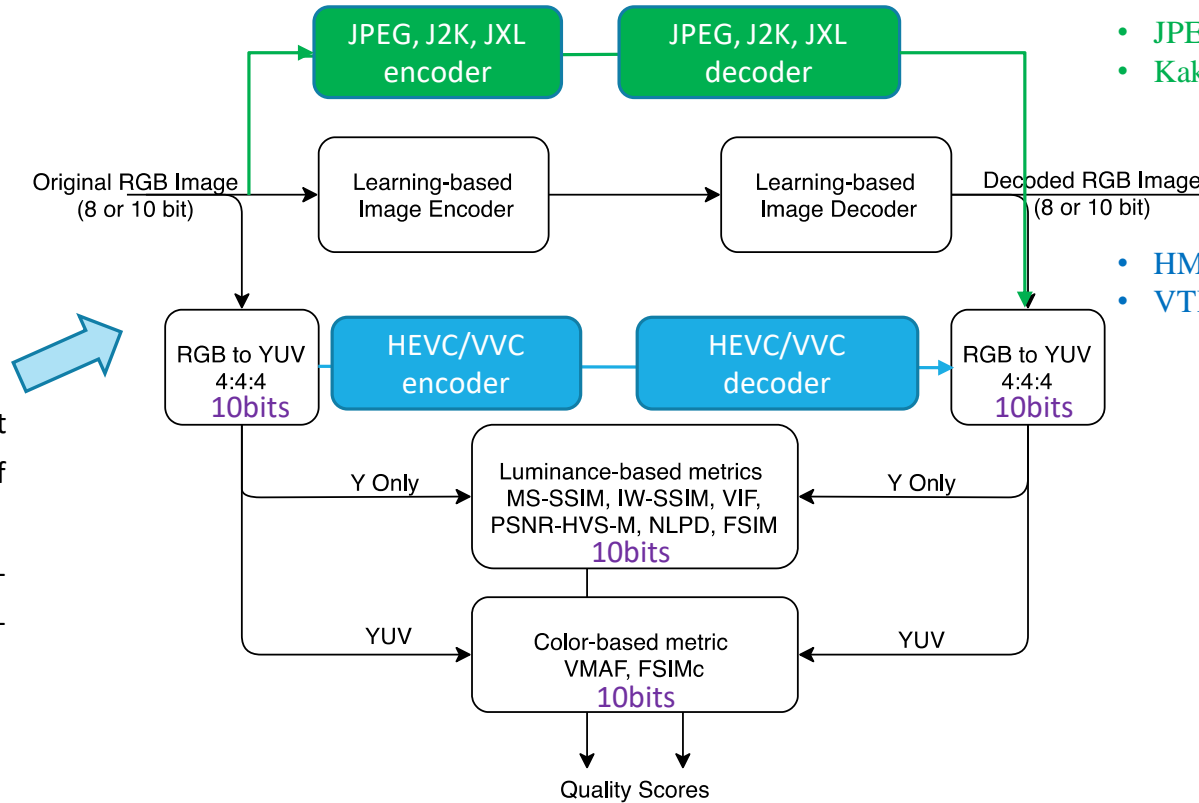 JPEG, J2K, JXL
encoder
JPEG, J2K, JXL
decoder
Original RGB Image
(8 or 10 bit)
Learning-based
Image Encoder
Learning-based
Image Decoder
Decoded RGB Image
(8 or 10 bit)
RGB to YUV
4:4:4
10bits
HEVC/VVC
encoder
HEVC/VVC
decoder
RGB to YUV
4:4:4
10bits
Y Only
Luminance-based metrics
MS-SSIM, IW-SSIM, VIF,
PSNR-HVS-M, NLPD, FSIM
10bits
Y Only
YUV
Color-based metric
VMAF, FSIMc
10bits
YUV
Quality Scores